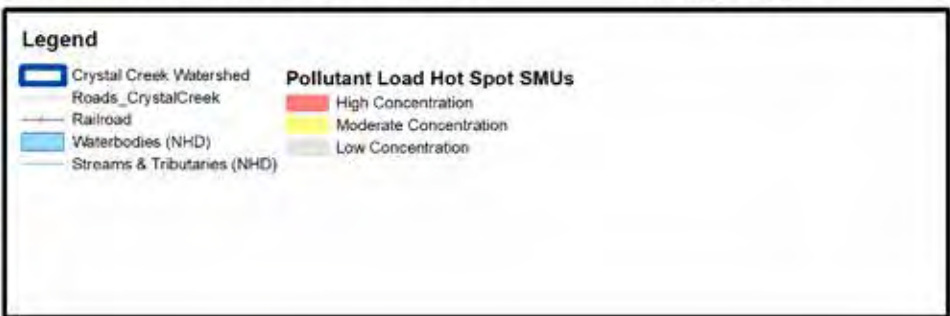 Legend
Crystal Creek Watershed
Roads_CrystalCreek
Railroad
Waterbodies (NHD)
Streams & Tributaries (NHD)
Pollutant Load Hot Spot SMUs
High Concentration
Moderate Concentration
Low Concentration